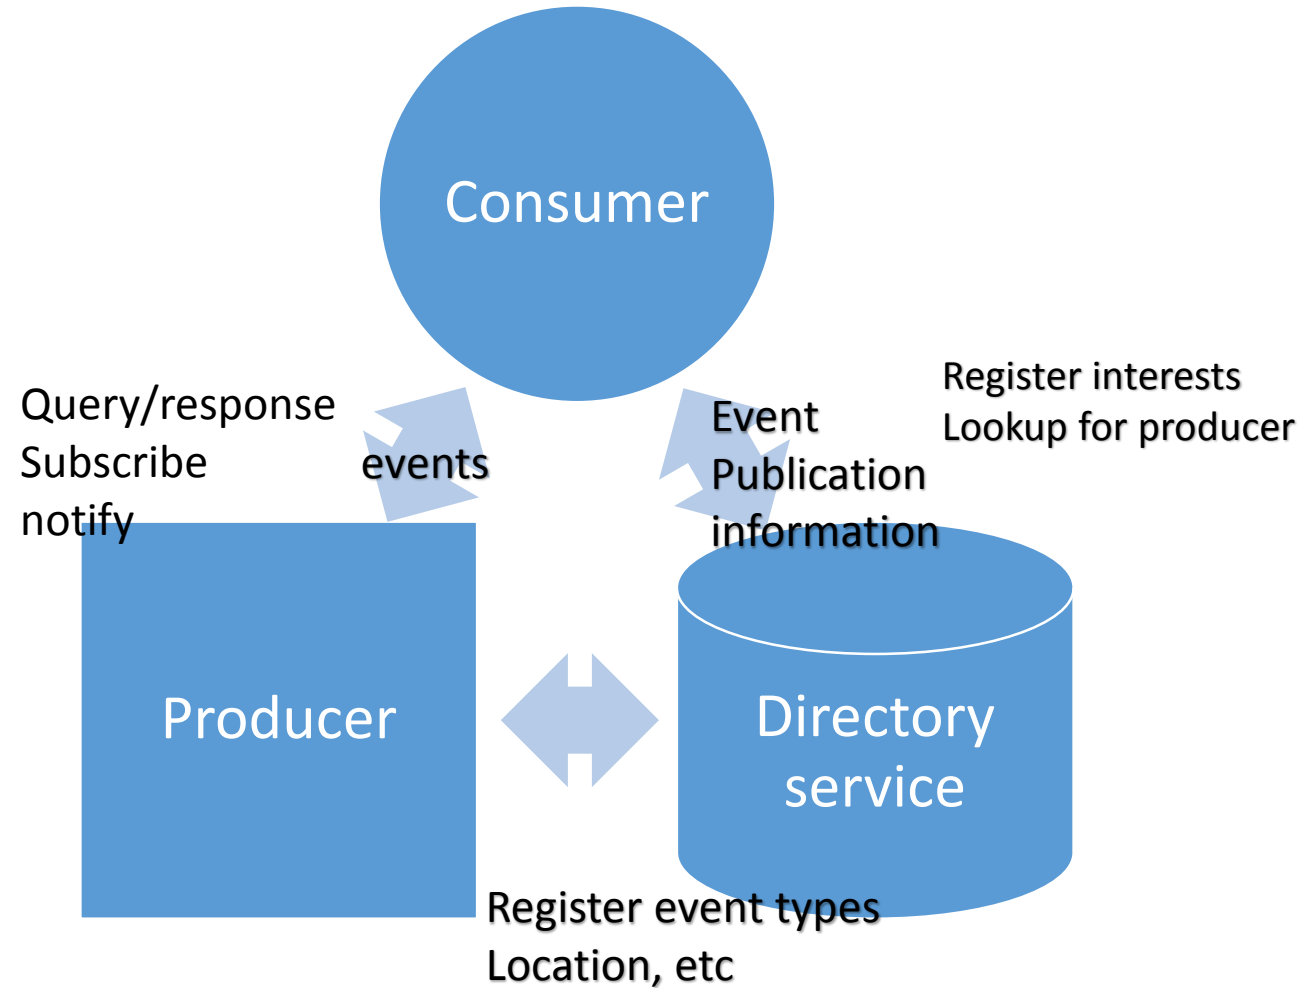 Consumer
Query/response
Subscribe
notify
events
Event
Publication
information
Register interests
Lookup for producer
Producer
Directory
service
Register event types
Location, etc